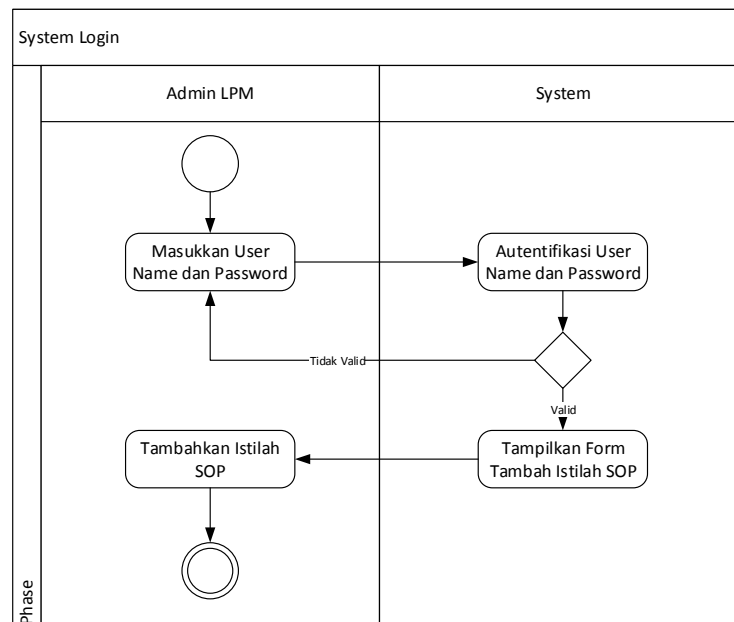 System Login
Admin LPM
System
Masukkan User
Name dan Password
Autentifikasi User
Name dan Password
Tidak Valid
Valid
Tambahkan Istilah
SOP
Tampilkan Form
Tambah Istilah SOP
Phase